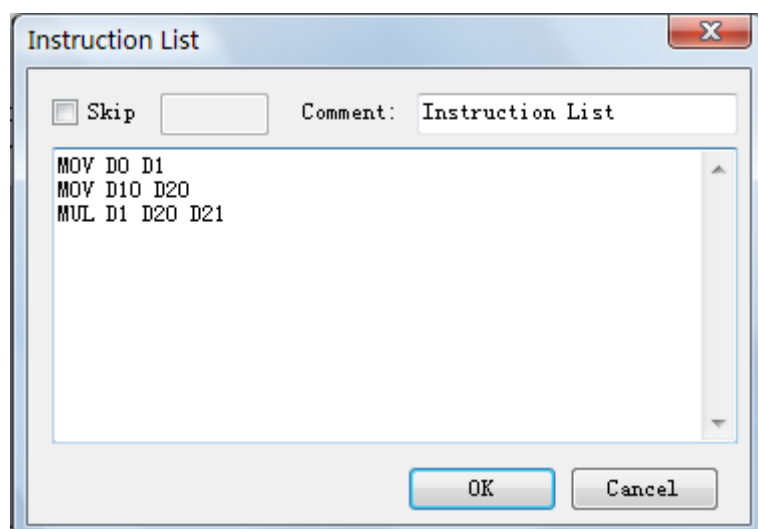 Instruction List
Skip Comment: Instruction List
MOV D0 D1
MOV D10 D20
MUL D1 D20 D21
OK Cancel